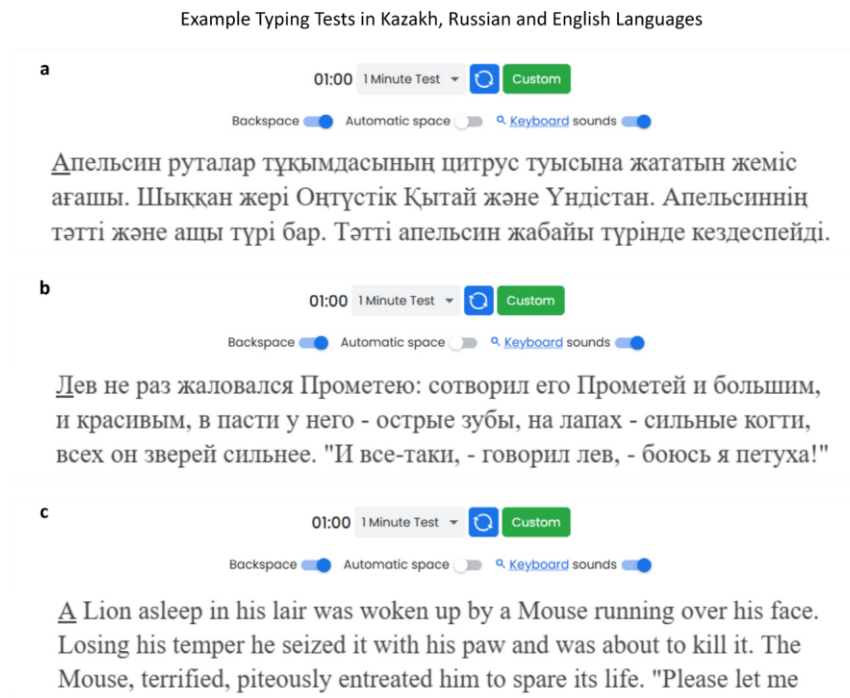 Example Typing Tests in Kazakh, Russian and English Languages
a
01:00 1 Minute Test Custom
Backspace Automatic space Keyboard sounds
Апельсин руталар тұқымдасының цитрус туысына жататын жеміс
ағашы. Шыққан жері Оңтүстік Қытай және Үндістан. Апельсиннің
тәтті және ащы түрі бар. Тәтті апельсин жабайы түрінде кездеспейді.
b
01:00 1 Minute Test Custom
Backspace Automatic space Keyboard sounds
Лев не раз жаловался Прометею: сотворил его Прометей и большим,
и красивым, в пасти у него - острые зубы, на лапах - сильные когти,
всех он зверей сильнее. "И все-таки, - говорил лев, - боюсь я петуха!"
c
01:00 1 Minute Test Custom
Backspace Automatic space Keyboard sounds
A Lion asleep in his lair was woken up by a Mouse running over his face.
Losing his temper he seized it with his paw and was about to kill it. The
Mouse, terrified, piteously entreated him to spare its life. "Please let me